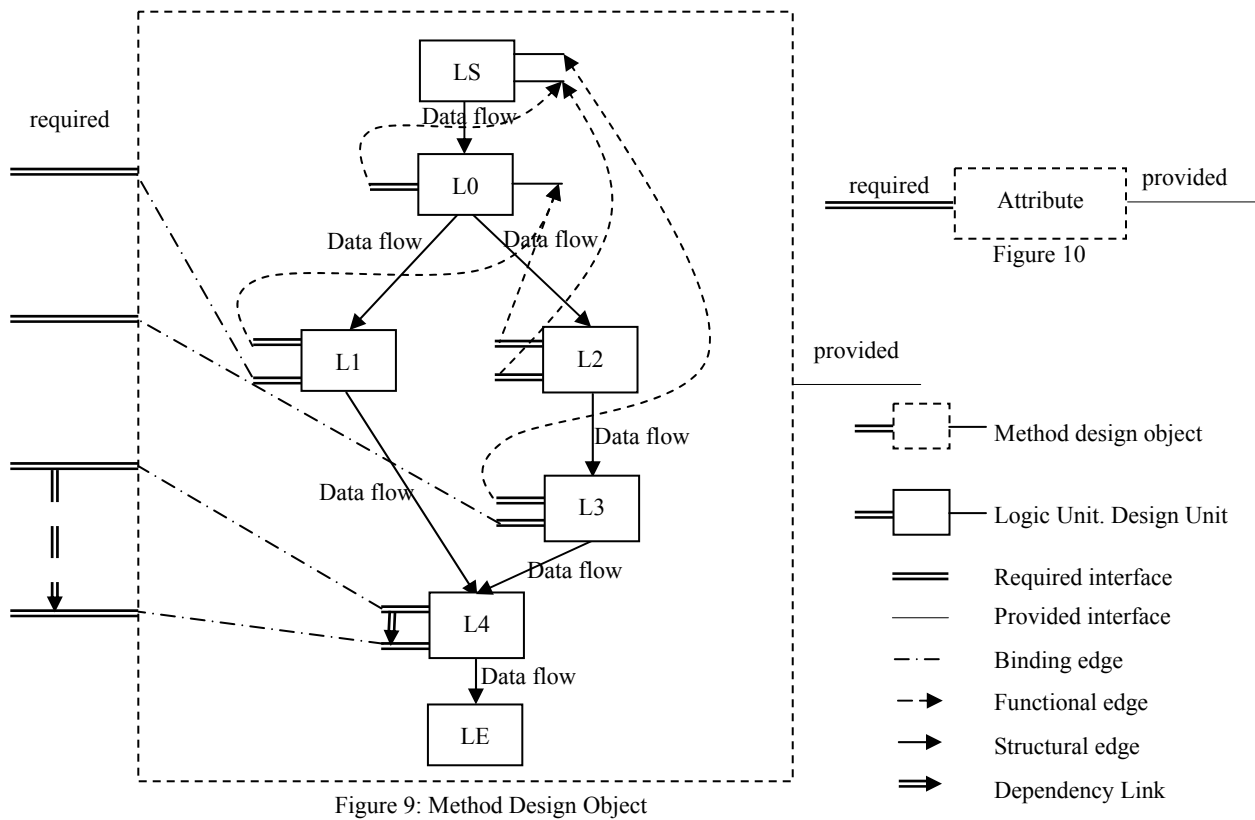 LS
Data flow
required
L0
required
Attribute
provided
Figure 10
Data flow
Data flow
L1
L2
provided
Data flow
Method design object
Data flow
L3
Logic Unit. Design Unit
Data flow
Required interface
L4
Provided interface
Binding edge
Data flow
Functional edge
LE
Structural edge
Dependency Link
Figure 9: Method Design Object